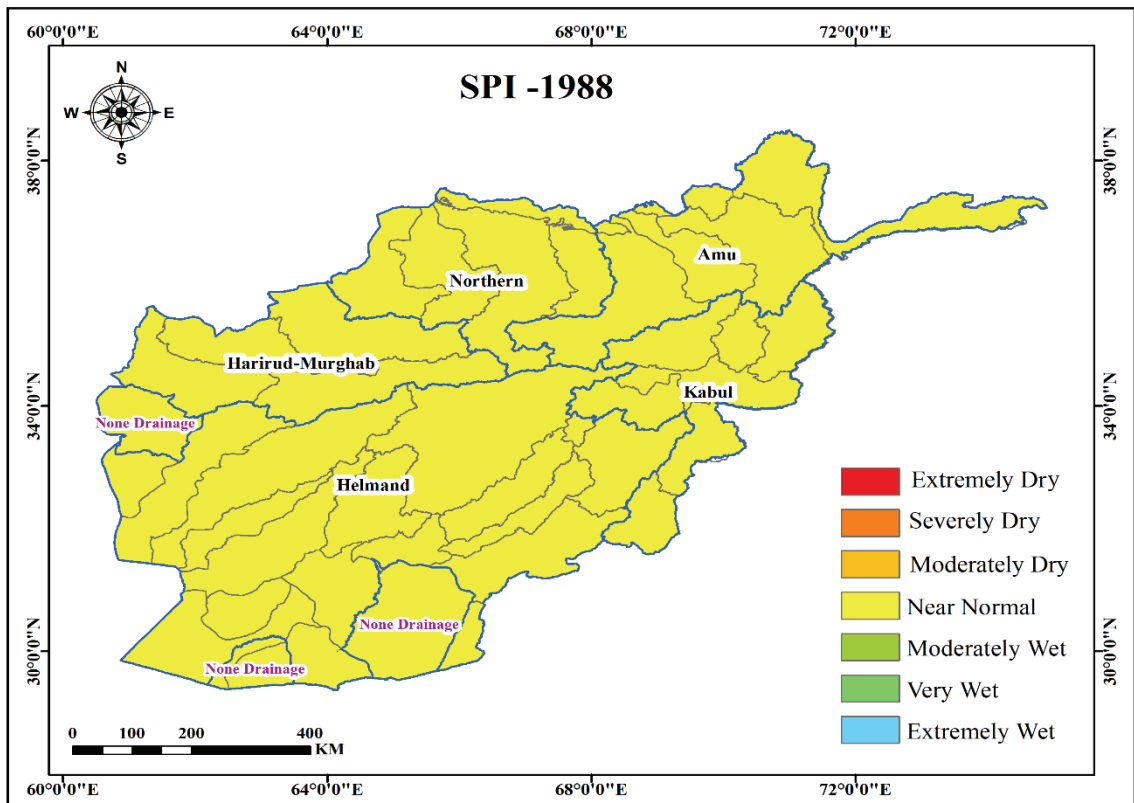 60°0'0"E 64°0'0"E 68°0'0"E 72°0'0"E
SPI -1988
N
W E
S
38°0'0"N 38°0'0"N
Amu
Northern
Harirud-Murghab
Kabul
34°0'0"N 34°0'0"N
None Drainage
Helmand
Extremely Dry
Severely Dry
Moderately Dry
Near Normal
None Drainage
Moderately Wet
30°0'0"N 30°0'0"N
None Drainage
Very Wet
Extremely Wet
0 100 200 400
KM
60°0'0"E 64°0'0"E 68°0'0"E 72°0'0"E